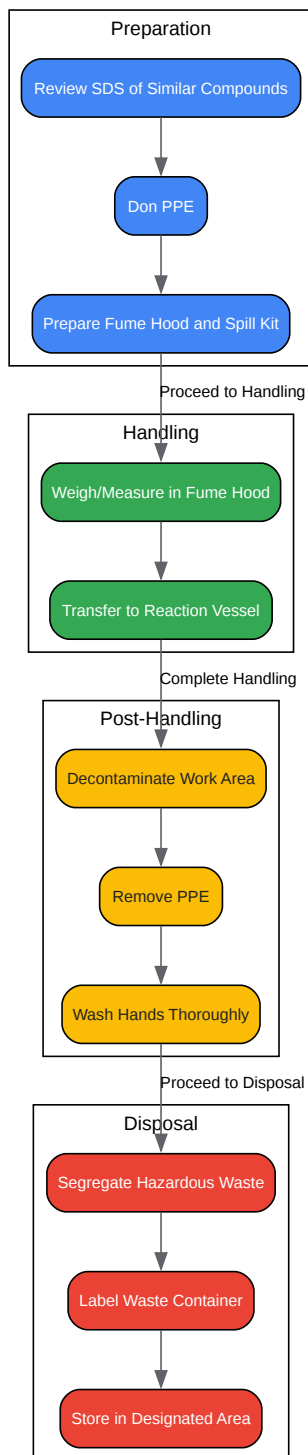 Preparation
Review SDS of Similar Compounds
Don PPE
Prepare Fume Hood and Spill Kit
Proceed to Handling
Handling
Weigh/Measure in Fume Hood
Transfer to Reaction Vessel
Complete Handling
Post-Handling
Decontaminate Work Area
Remove PPE
Wash Hands Thoroughly
Proceed to Disposal
Disposal
Segregate Hazardous Waste
Label Waste Container
Store in Designated Area